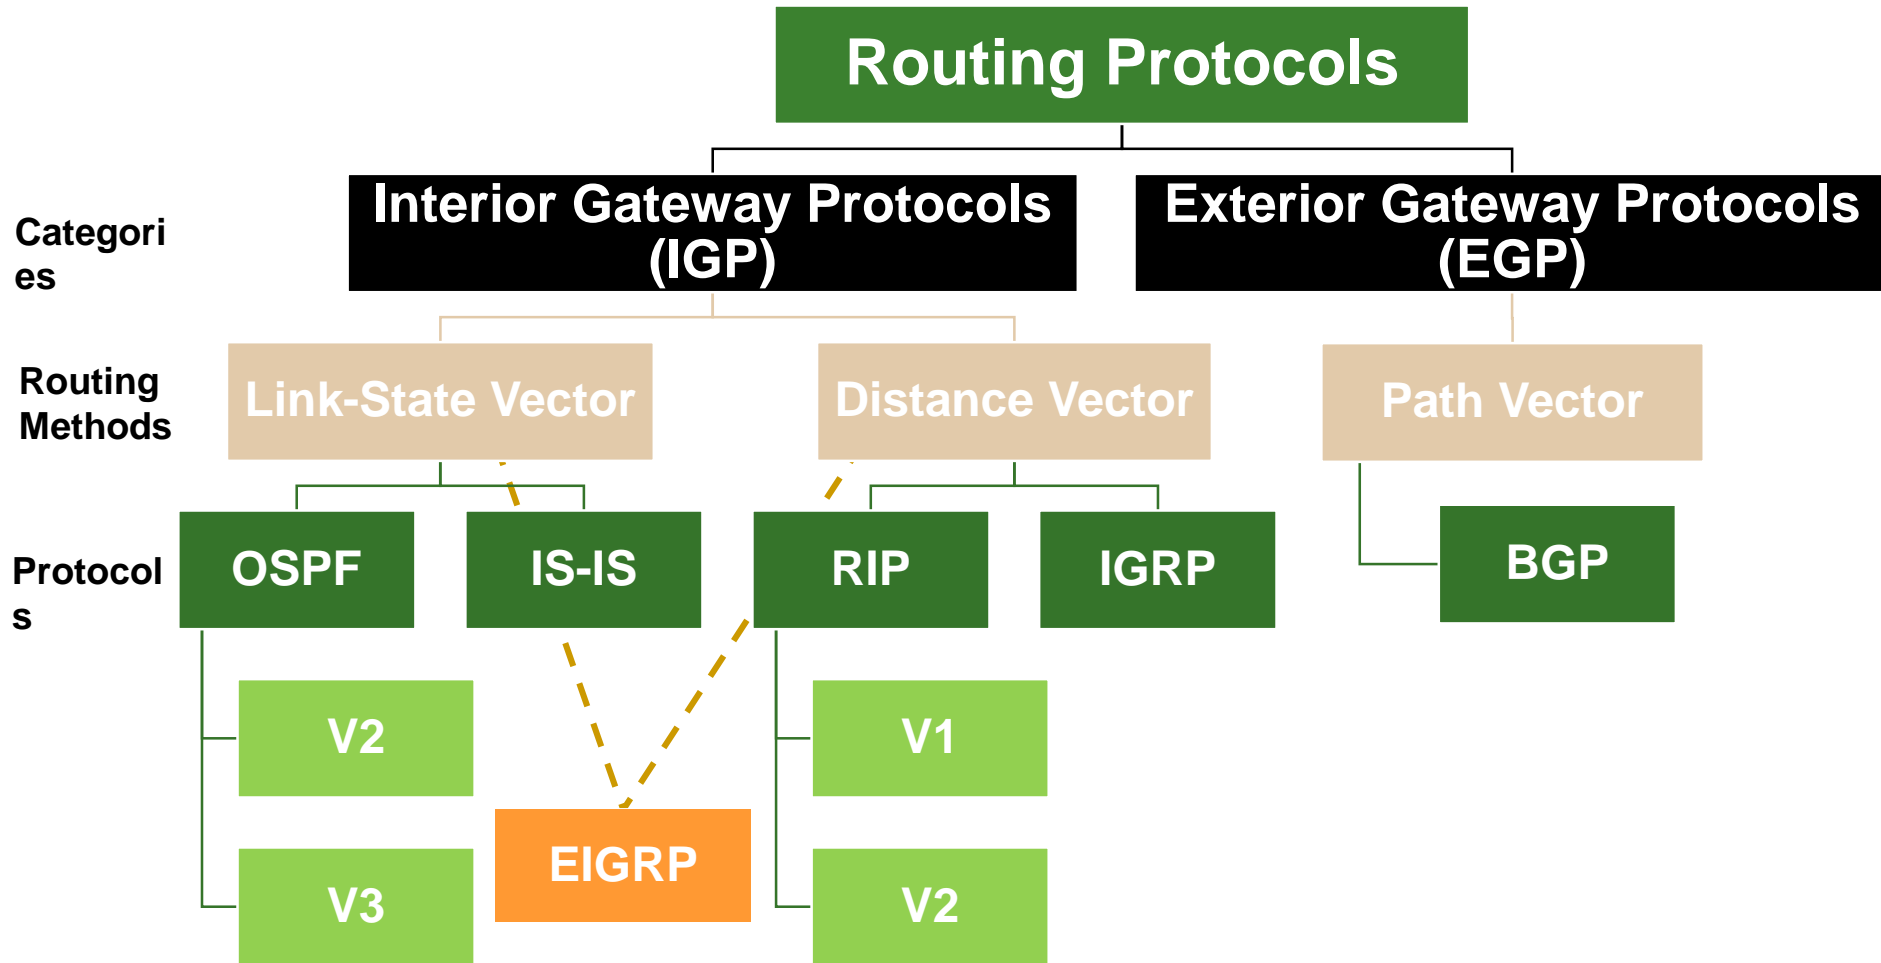 Routing Protocols
Categori
es
Interior Gateway Protocols
(IGP)
Exterior Gateway Protocols
(EGP)
Routing
Methods
Link-State Vector
Distance Vector
Path Vector
Protocol
s
OSPF
IS-IS
RIP
IGRP
BGP
V2
V1
EIGRP
V3
V2